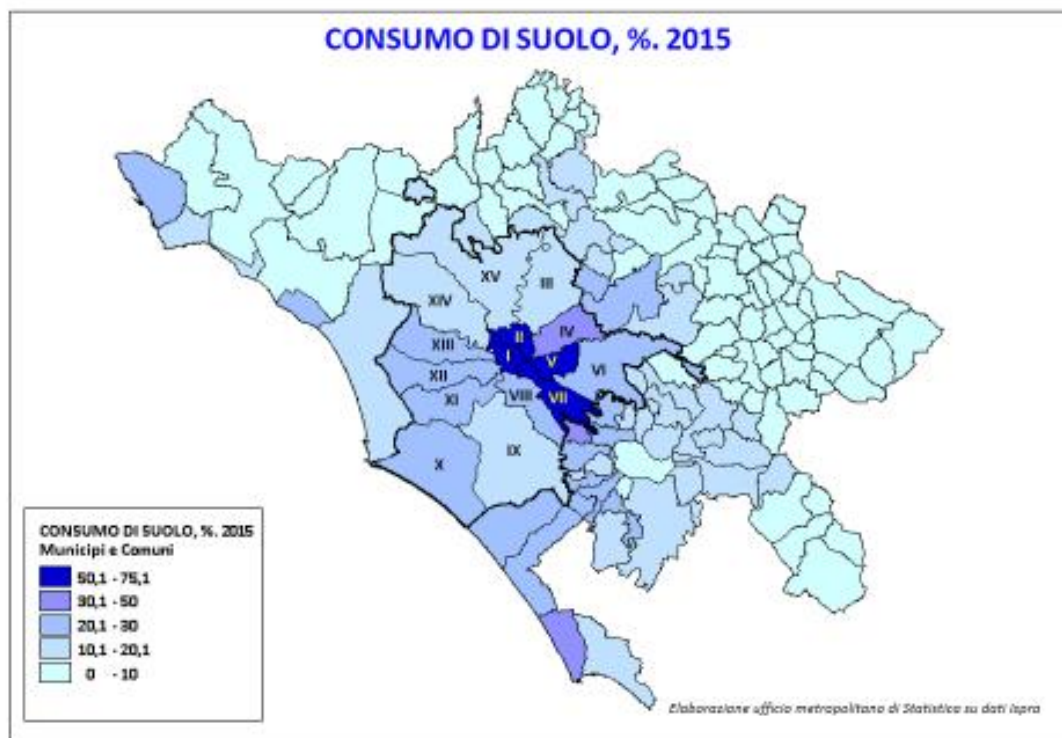 CONSUMO DI SUOLO, %. 2015
XV
III
XIV
II
IV
XIII
I
V
VI
XII
VIII
VII
XI
IX
X
CONSUMO DI SUOLO, %. 2015
Municipi e Comuni
50,1 - 75,1
30,1 - 50
20,1 - 30
10,1 - 20,1
0 - 10
Elaborazione ufficio metropolitano di Statistica su dati Ispra